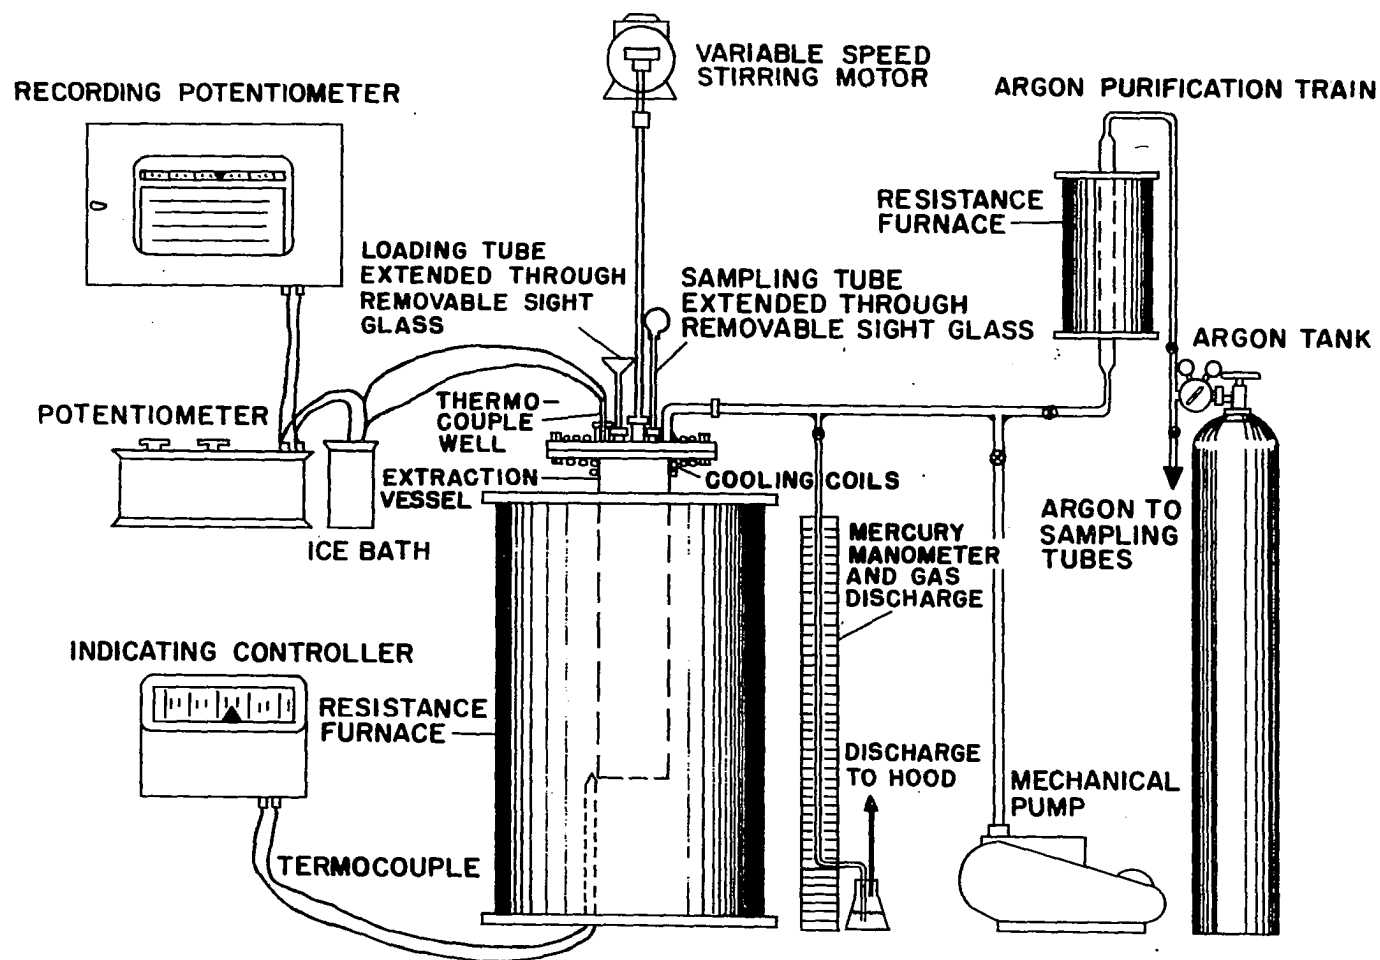 VARIABLE SPEED
STIRRING MOTOR
ARGON PURIFICATION TRAIN
RECORDING POTENTIOMETER
RESISTANCE
FURNACE
LOADING TUBE
EXTENDED THROUGH
REMOVABLE SIGHT
GLASS
SAMPLING TUBE
EXTENDED THROUGH
REMOVABLE SIGHT GLASS
ARGON TANK
POTENTIOMETER
THERMO-
COUPLE
WELL
EXTRACTION
VESSEL
COOLING COILS
ICE BATH
ARGON TO
SAMPLING
TUBES
MERCURY
MANOMETER
AND GAS
DISCHARGE
INDICATING CONTROLLER
RESISTANCE
FURNACE
DISCHARGE
TO HOOD
MECHANICAL
PUMP
TERMOCOUPLE